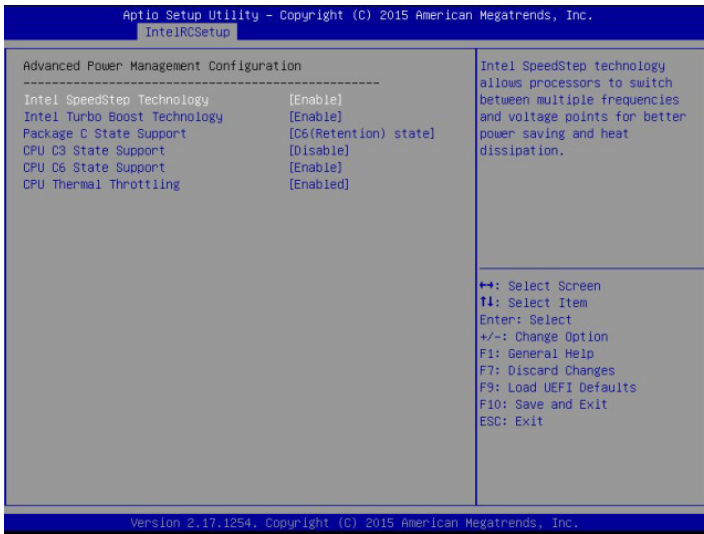 Aptio Setup Utility – Copyright (C) 2015 American Megatrends, Inc.
IntelRCSetup
Advanced Power Management Configuration
--------------------------------------------------
Intel SpeedStep Technology [Enable]
Intel Turbo Boost Technology [Enable]
Package C State Support [C6(Retention) state]
CPU C3 State Support [Disable]
CPU C6 State Support [Enable]
CPU Thermal Throttling [Enabled]
Intel SpeedStep technology
allows processors to switch
between multiple frequencies
and voltage points for better
power saving and heat
dissipation.
↔: Select Screen
↑↓: Select Item
Enter: Select
+/-: Change Option
F1: General Help
F7: Discard Changes
F9: Load UEFI Defaults
F10: Save and Exit
ESC: Exit
Version 2.17.1254. Copyright (C) 2015 American Megatrends, Inc.